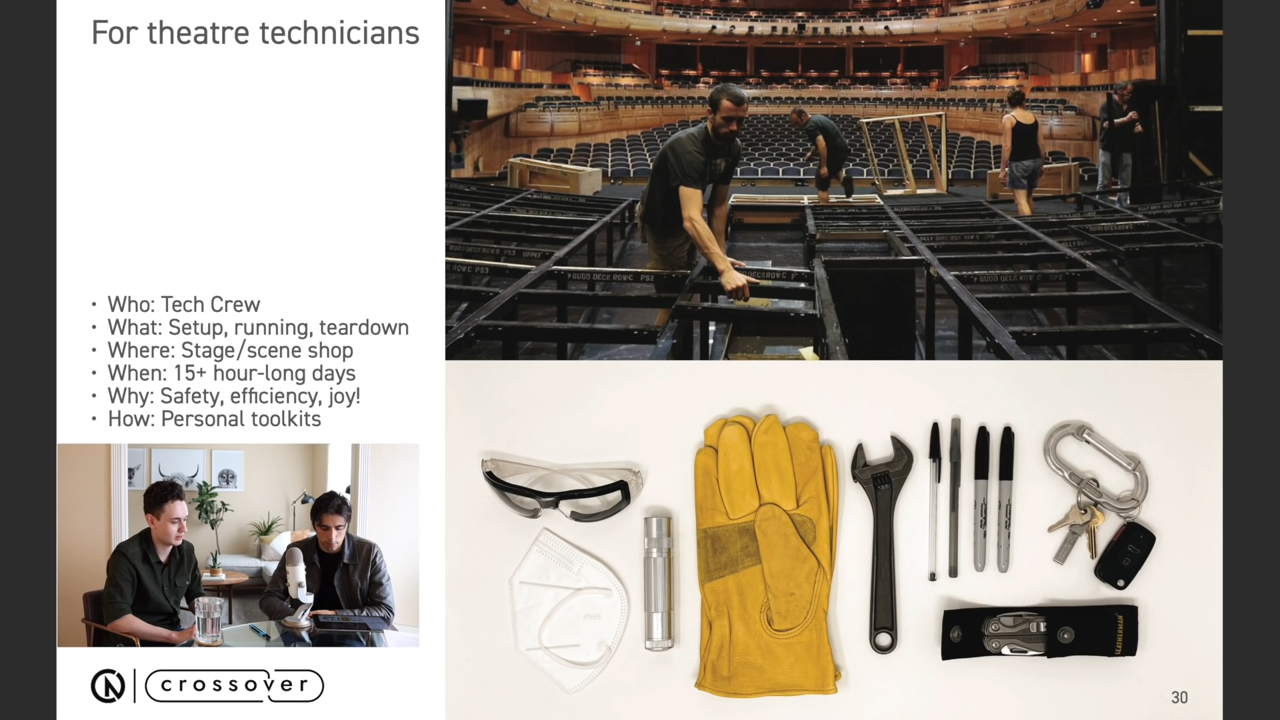 For theatre technicians
• Who: Tech Crew
• What: Setup, running, teardown
• Where: Stage/scene shop
• When: 15+ hour-long days
• Why: Safety, efficiency, joy!
• How: Personal toolkits
crossover
LEATHERMAN
30